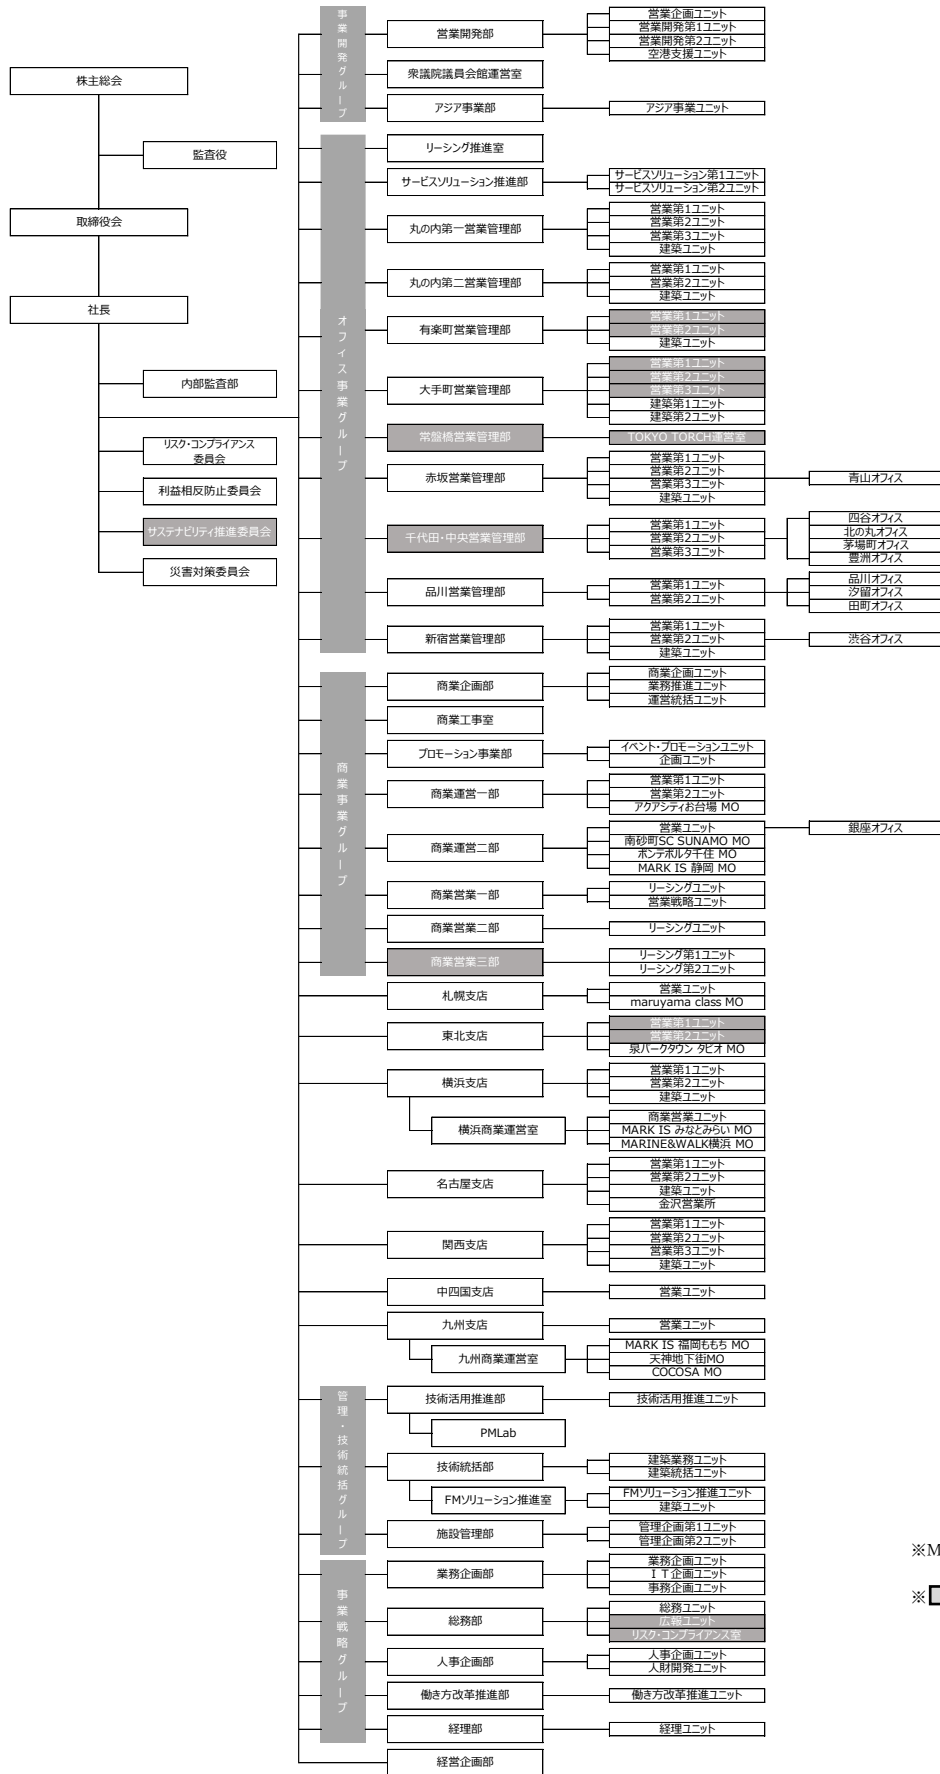 株主総会
監査役
取締役会
社長
内部監査部
リスク・コンプライアンス
委員会
利益相反防止委員会
サステナビリティ推進委員会
災害対策委員会
事業開発グループ
営業開発部
営業企画ユニット
営業開発第1ユニット
営業開発第2ユニット
空港支援ユニット
衆議院議員会館運営室
アジア事業部
アジア事業ユニット
オフィス事業グループ
リーシング推進室
サービスソリューション推進部
サービスソリューション第1ユニット
サービスソリューション第2ユニット
丸の内第一営業管理部
営業第1ユニット
営業第2ユニット
営業第3ユニット
建築ユニット
丸の内第二営業管理部
営業第1ユニット
営業第2ユニット
建築ユニット
有楽町営業管理部
営業第1ユニット
営業第2ユニット
建築ユニット
大手町営業管理部
営業第1ユニット
営業第2ユニット
営業第3ユニット
建築第1ユニット
建築第2ユニット
常盤橋営業管理部
TOKYO TORCH運営室
赤坂営業管理部
営業第1ユニット
営業第2ユニット
営業第3ユニット
建築ユニット
青山オフィス
千代田・中央営業管理部
営業第1ユニット
営業第2ユニット
営業第3ユニット
四谷オフィス
北の丸オフィス
茅場町オフィス
豊洲オフィス
品川営業管理部
営業第1ユニット
営業第2ユニット
品川オフィス
汐留オフィス
田町オフィス
新宿営業管理部
営業第1ユニット
営業第2ユニット
建築ユニット
渋谷オフィス
商業事業グループ
商業企画部
商業企画ユニット
業務推進ユニット
運営統括ユニット
商業工事室
プロモーション事業部
イベント・プロモーションユニット
企画ユニット
商業運営一部
営業第1ユニット
営業第2ユニット
アクアシティお台場 MO
商業運営二部
営業ユニット
南砂町SC SUNAMO MO
ポンテポルタ千住 MO
MARK IS 静岡 MO
銀座オフィス
商業営業一部
リーシングユニット
営業戦略ユニット
商業営業二部
リーシングユニット
商業営業三部
リーシング第1ユニット
リーシング第2ユニット
札幌支店
営業ユニット
maruyama class MO
東北支店
営業第1ユニット
営業第2ユニット
泉パークタウン タピオ MO
横浜支店
営業第1ユニット
営業第2ユニット
建築ユニット
横浜商業運営室
商業営業ユニット
MARK IS みなとみらい MO
MARINE&WALK横浜 MO
名古屋支店
営業第1ユニット
営業第2ユニット
建築ユニット
金沢営業所
関西支店
営業第1ユニット
営業第2ユニット
営業第3ユニット
建築ユニット
中四国支店
営業ユニット
九州支店
営業ユニット
九州商業運営室
MARK IS 福岡ももち MO
天神地下街MO
COCOSA MO
管理・技術統括グループ
技術活用推進部
技術活用推進ユニット
PMLab
技術統括部
建築業務ユニット
建築統括ユニット
FMソリューション推進室
FMソリューション推進ユニット
建築ユニット
施設管理部
管理企画第1ユニット
管理企画第2ユニット
事業戦略グループ
業務企画部
業務企画ユニット
ＩＴ企画ユニット
事務企画ユニット
総務部
総務ユニット
広報ユニット
リスク・コンプライアンス室
人事企画部
人事企画ユニット
人財開発ユニット
働き方改革推進部
働き方改革推進ユニット
経理部
経理ユニット
経営企画部
※M
※